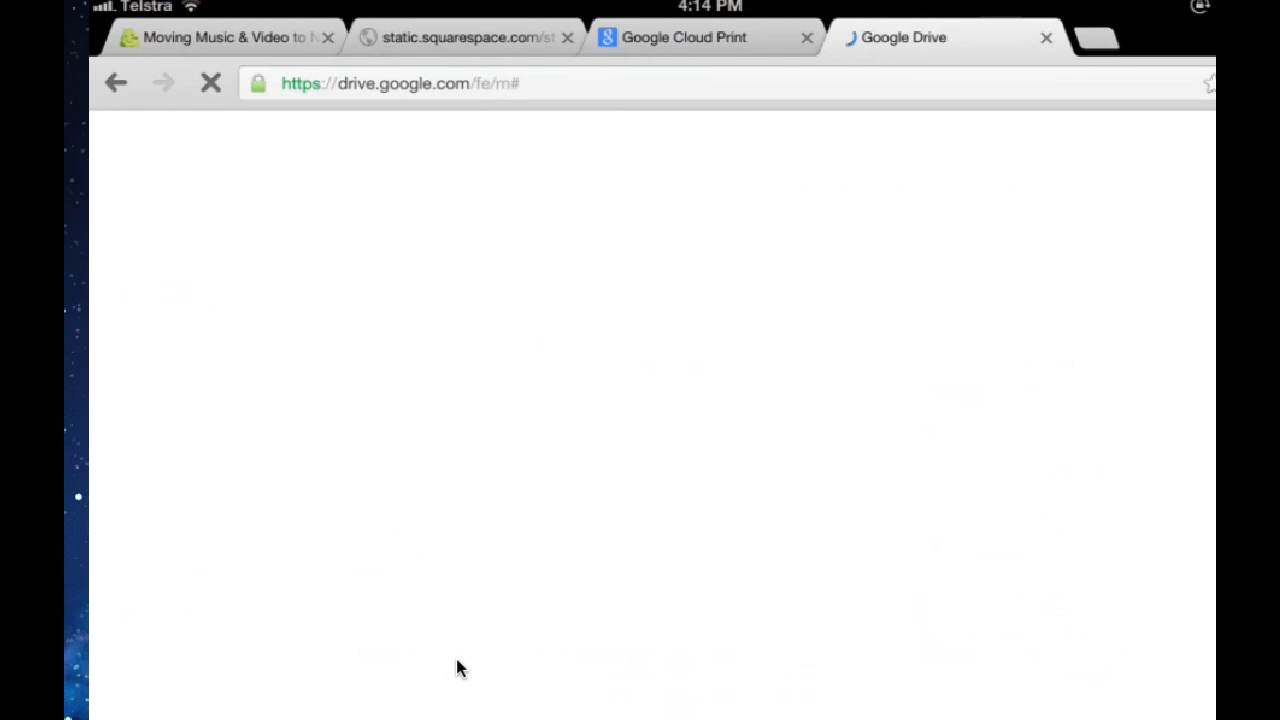 Telstra 4:14 PM
Moving Music & Video to N static.squarespace.com/st Google Cloud Print Google Drive
https://drive.google.com/fe/m#